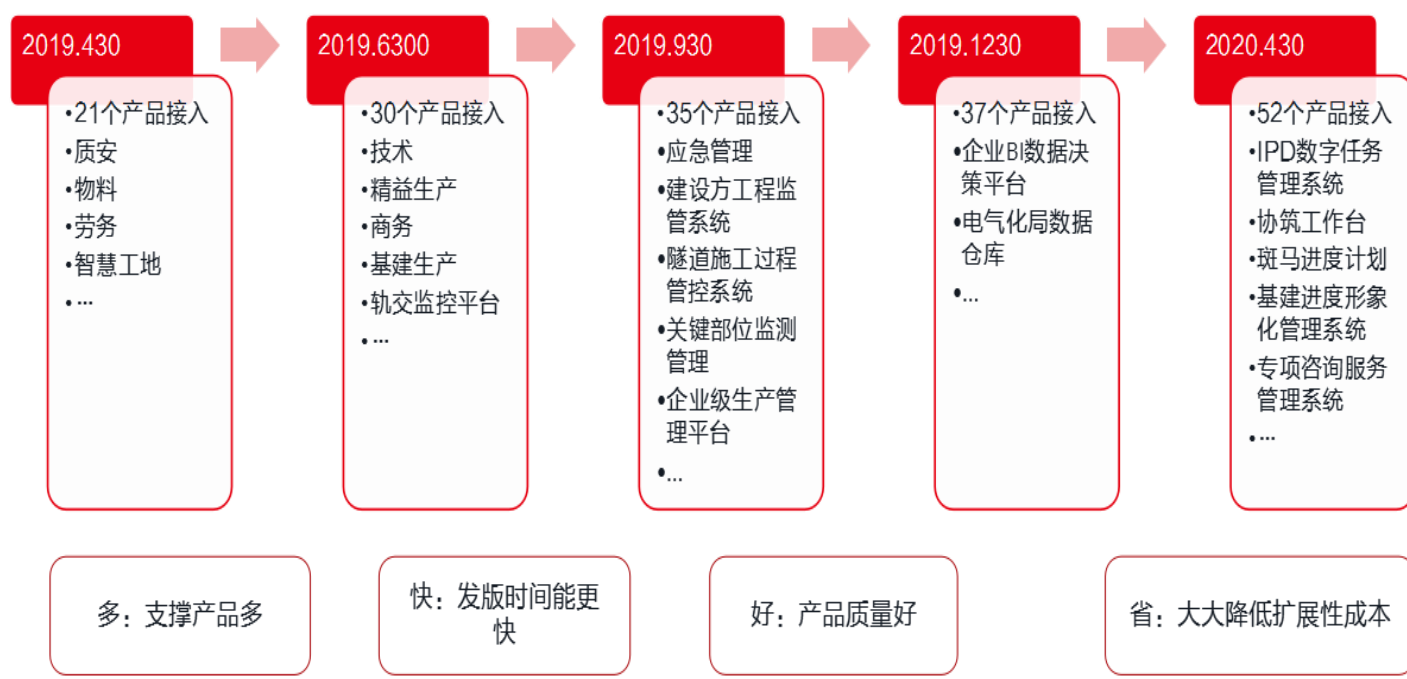 2019.430
•21个产品接入
•质安
•物料
•劳务
•智慧工地
•...
2019.6300
•30个产品接入
•技术
•精益生产
•商务
•基建生产
•轨交监控平台
•...
2019.930
•35个产品接入
•应急管理
•建设方工程监
管系统
•隧道施工过程
管控系统
•关键部位监测
管理
•企业级生产管
理平台
•...
2019.1230
•37个产品接入
•企业BI数据决
策平台
•电气化局数据
仓库
•...
2020.430
•52个产品接入
•IPD数字任务
管理系统
•协筑工作台
•斑马进度计划
•基建进度形象
化管理系统
•专项咨询服务
管理系统
•...
多：支撑产品多
快：发版时间能更
快
好：产品质量好
省：大大降低扩展性成本